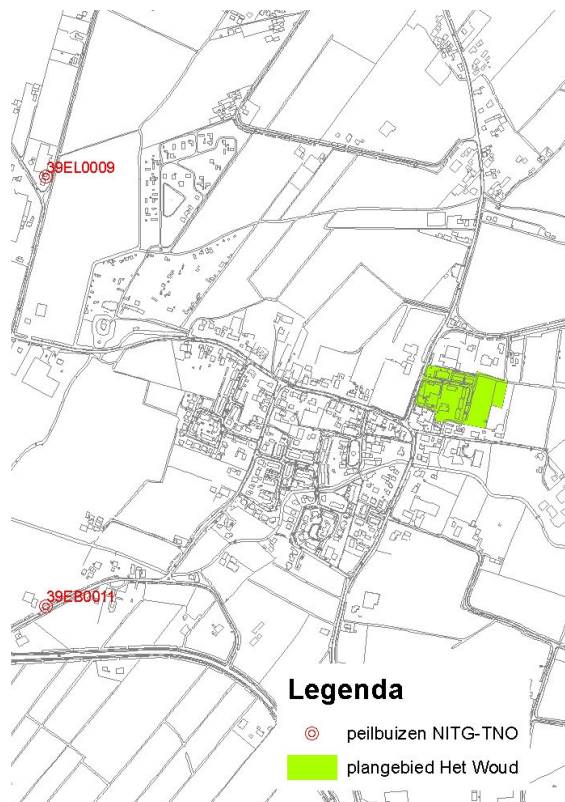 39EL0009
39EB0011
Legenda
peilbuizen NITG-TNO
plangebied Het Woud